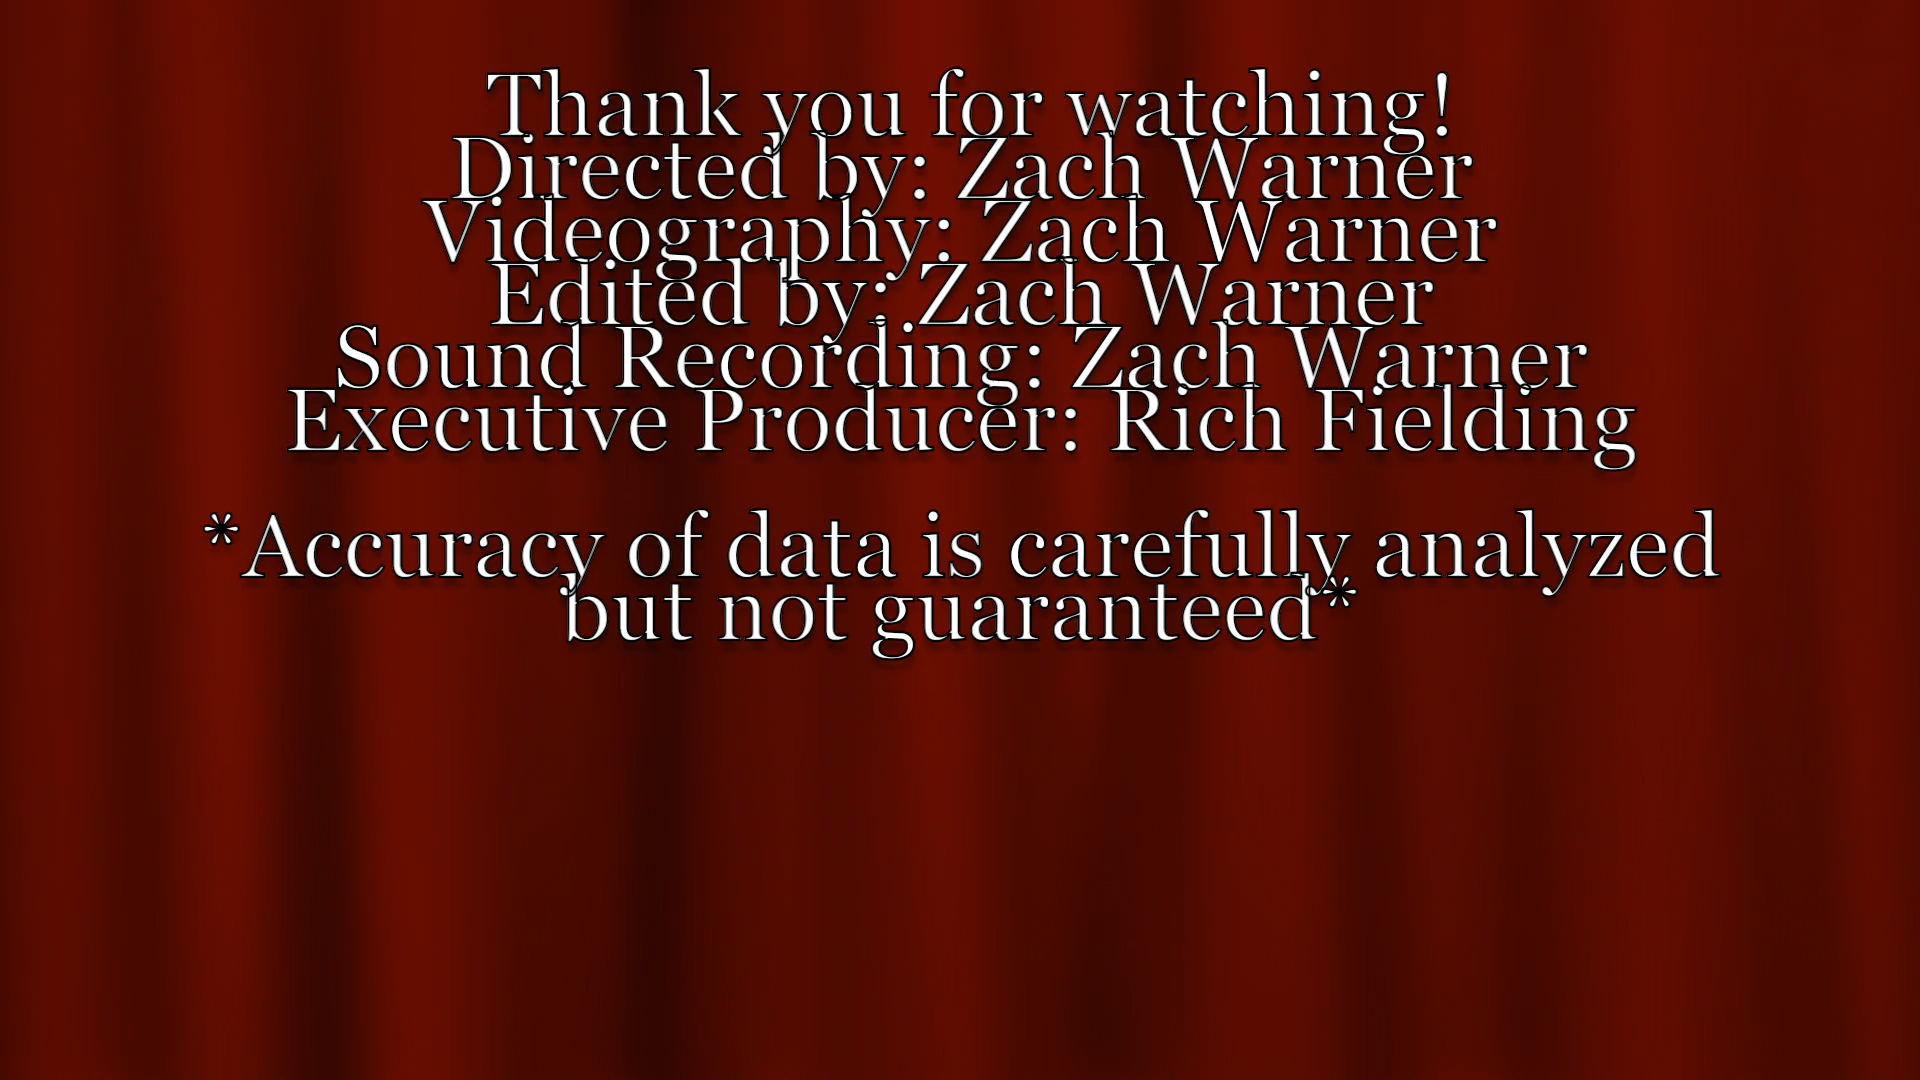 Thank you for watching!
Directed by: Zach Warner
Videography: Zach Warner
Edited by: Zach Warner
Sound Recording: Zach Warner
Executive Producer: Rich Fielding
*Accuracy of data is carefully analyzed
but not guaranteed*